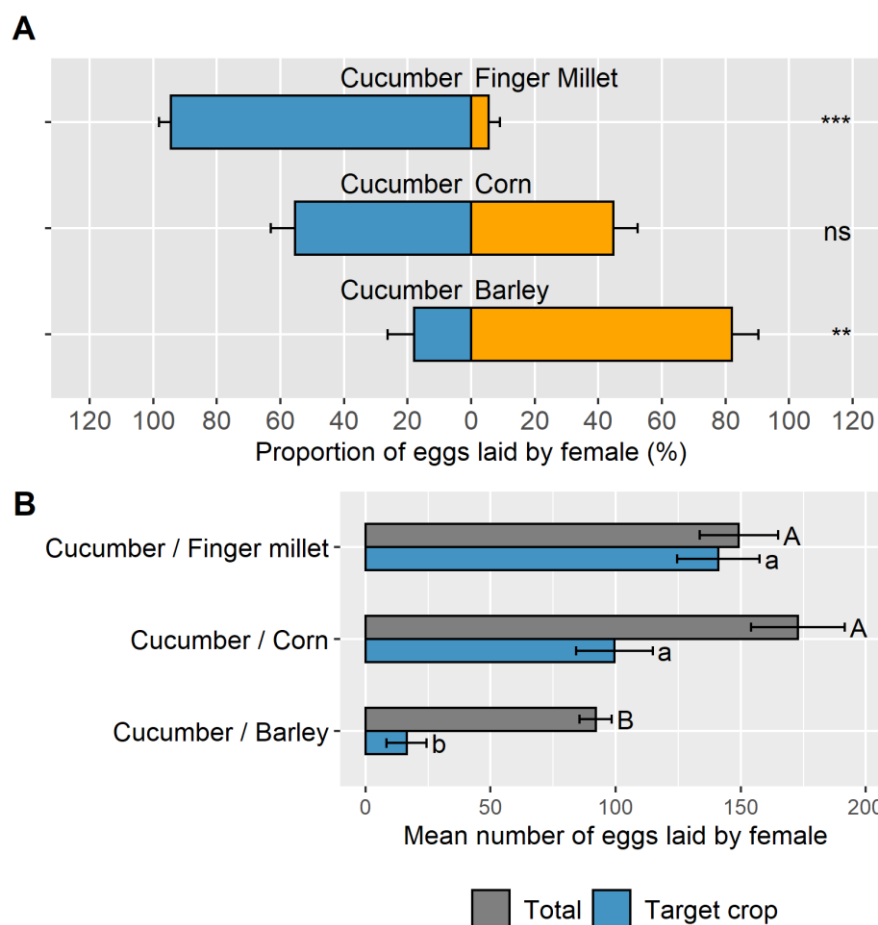 A
Cucumber Finger Millet
***
Cucumber Corn
ns
Cucumber Barley
**
120 100 80 60 40 20 0 20 40 60 80 100 120
Proportion of eggs laid by female (%)
B
Cucumber / Finger millet
A
a
Cucumber / Corn
A
a
Cucumber / Barley
B
b
0 50 100 150 200
Mean number of eggs laid by female
Total Target crop